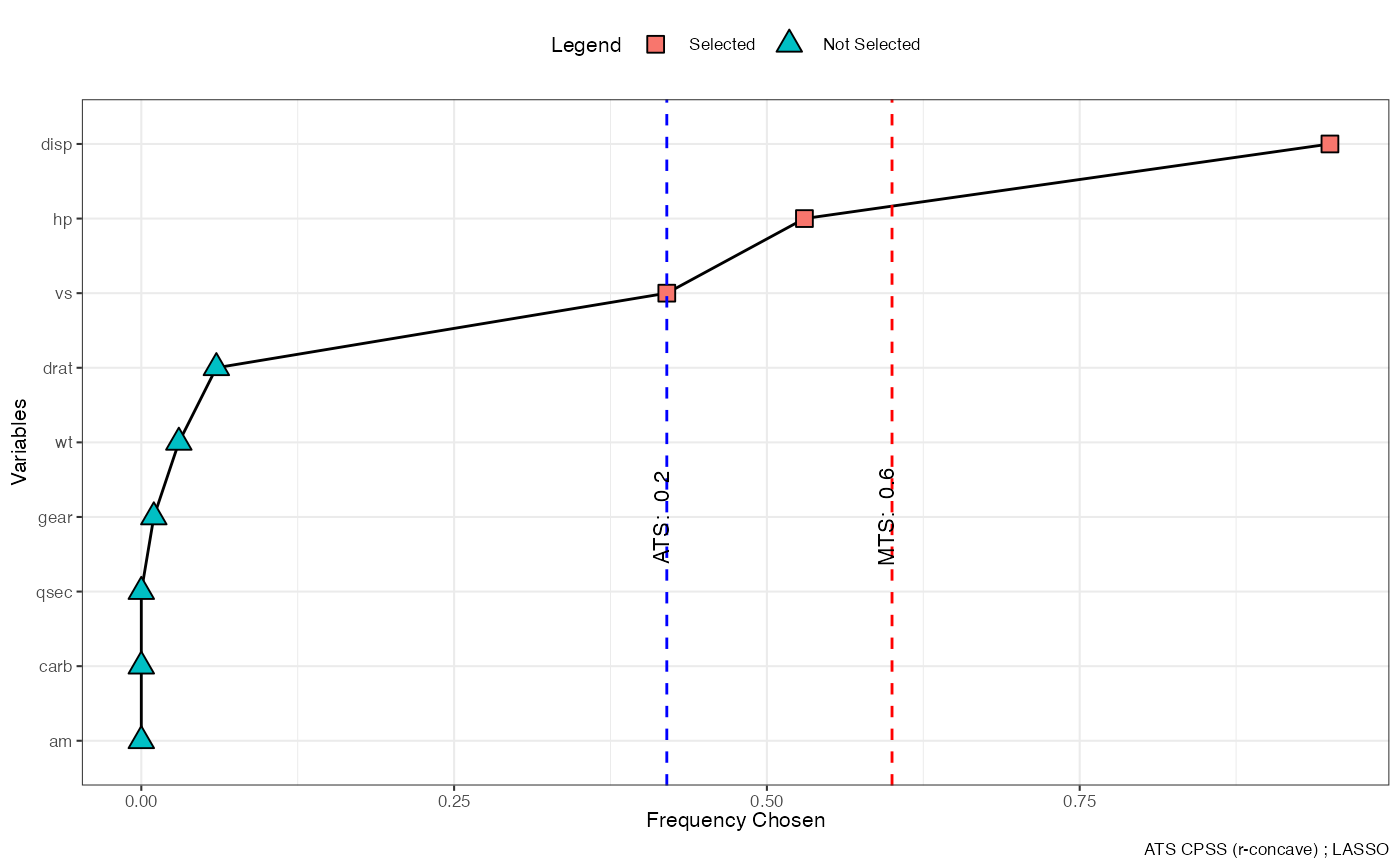 Legend Selected Not Selected
disp
hp
vs
drat
wt
gear
qsec
carb
am
Variables
ATS: 0.2
MTS: 0.6
0.00 0.25 0.50 0.75
Frequency Chosen
ATS CPSS (r-concave) ; LASSO